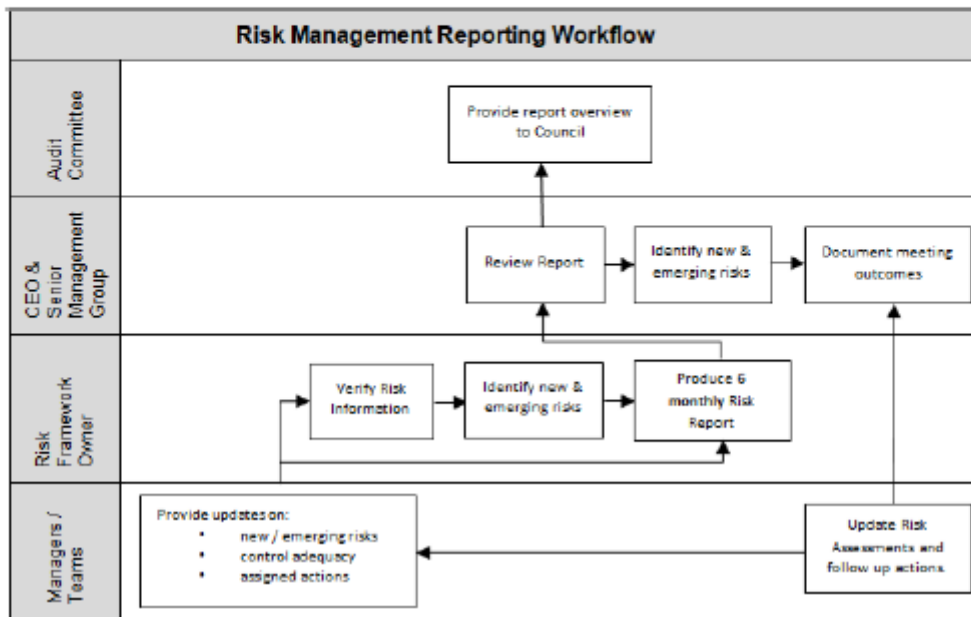 Risk Management Reporting Workflow
Audit
Committee
Provide report overview
to Council
CEO &
Senior
Management
Group
Review Report
Identify new &
emerging risks
Document meeting
outcomes
Risk
Framework
Owner
Verify Risk
Information
Identify new &
emerging risks
Produce 6
monthly Risk
Report
Managers /
Teams
Provide updates on:
• new / emerging risks
• control adequacy
• assigned actions
Update Risk
Assessments and
follow up actions.